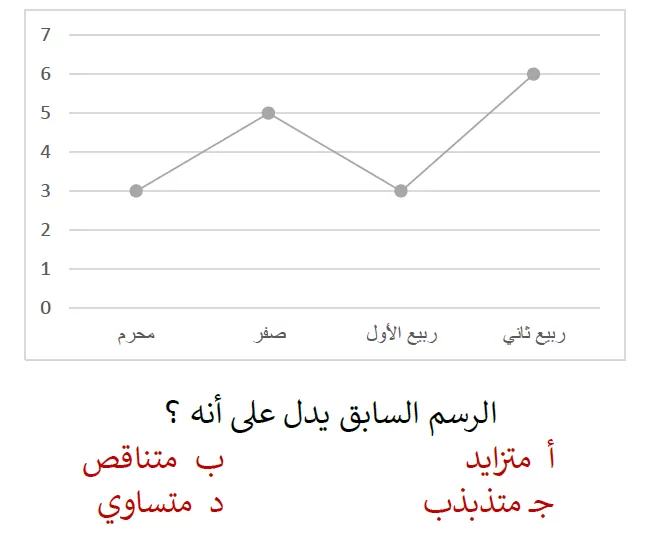 7
6
5
4
3
2
1
0
محرم صفر ربيع الأول ربيع ثاني
الرسم السابق يدل على أنه ؟
أ متزايد ب متناقص
جـ متذبذب د متساوي